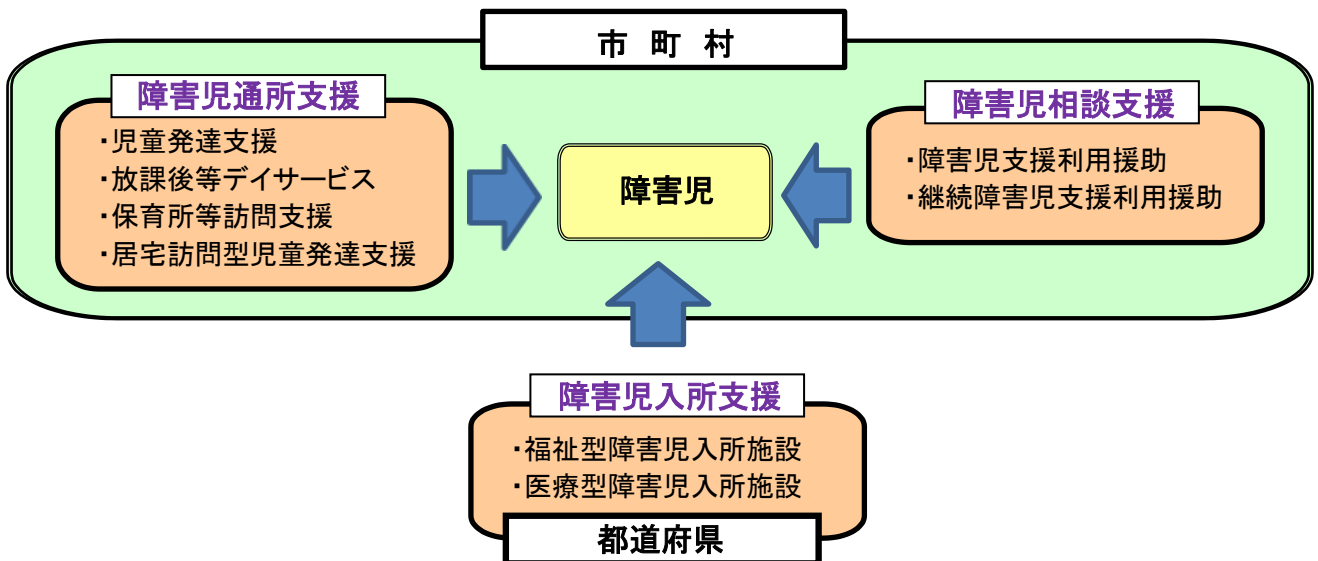 市 町 村
障害児通所支援
・児童発達支援
・放課後等デイサービス
・保育所等訪問支援
・居宅訪問型児童発達支援
障害児
障害児相談支援
・障害児支援利用援助
・継続障害児支援利用援助
障害児入所支援
・福祉型障害児入所施設
・医療型障害児入所施設
都道府県